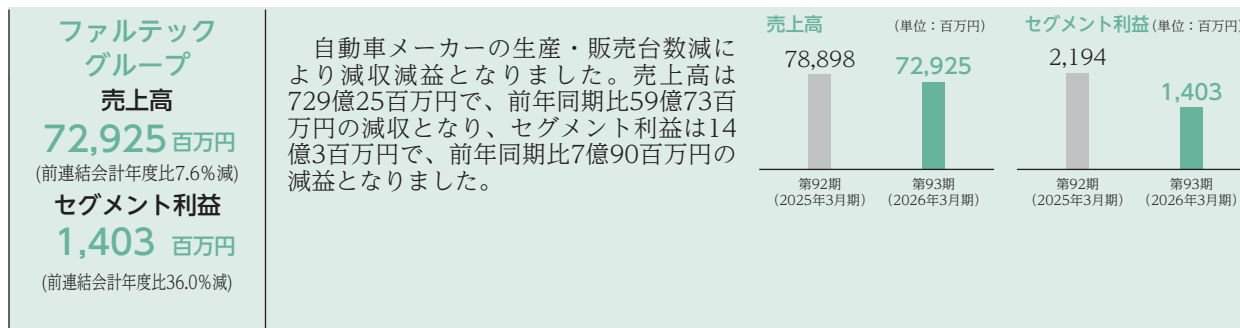 ファルテック
グループ
売上高
72,925 百万円
(前連結会計年度比7.6%減)
セグメント利益
1,403 百万円
(前連結会計年度比36.0%減)
自動車メーカーの生産・販売台数減に
より減収減益となりました。売上高は
729億25百万円で、前年同期比59億73百
万円の減収となり、セグメント利益は14
億3百万円で、前年同期比7億90百万円の
減益となりました。
売上高 (単位：百万円)
78,898 72,925
第92期 第93期
(2025年3月期) (2026年3月期)
セグメント利益 (単位：百万円)
2,194 1,403
第92期 第93期
(2025年3月期) (2026年3月期)